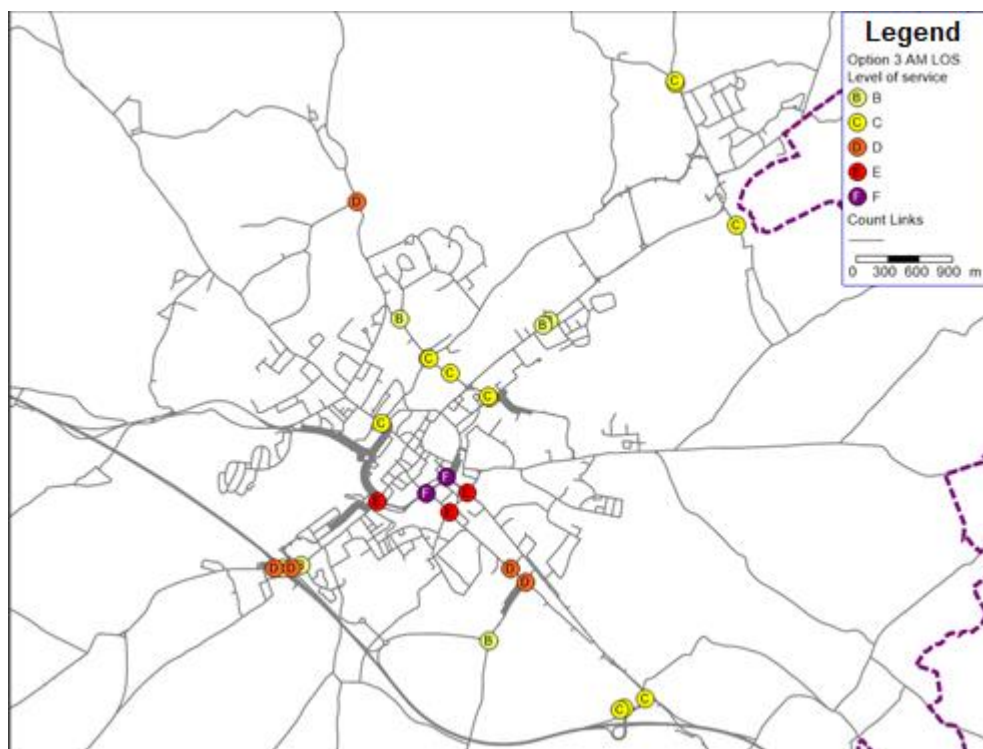 Legend
Option 3 AM LOS
Level of service
B B
C C
D D
E
F F
Count Links
0 300 600 900 m
C
D
C
B
B
C
C
C
C
F
F
D
D D
B
D
B
C
C